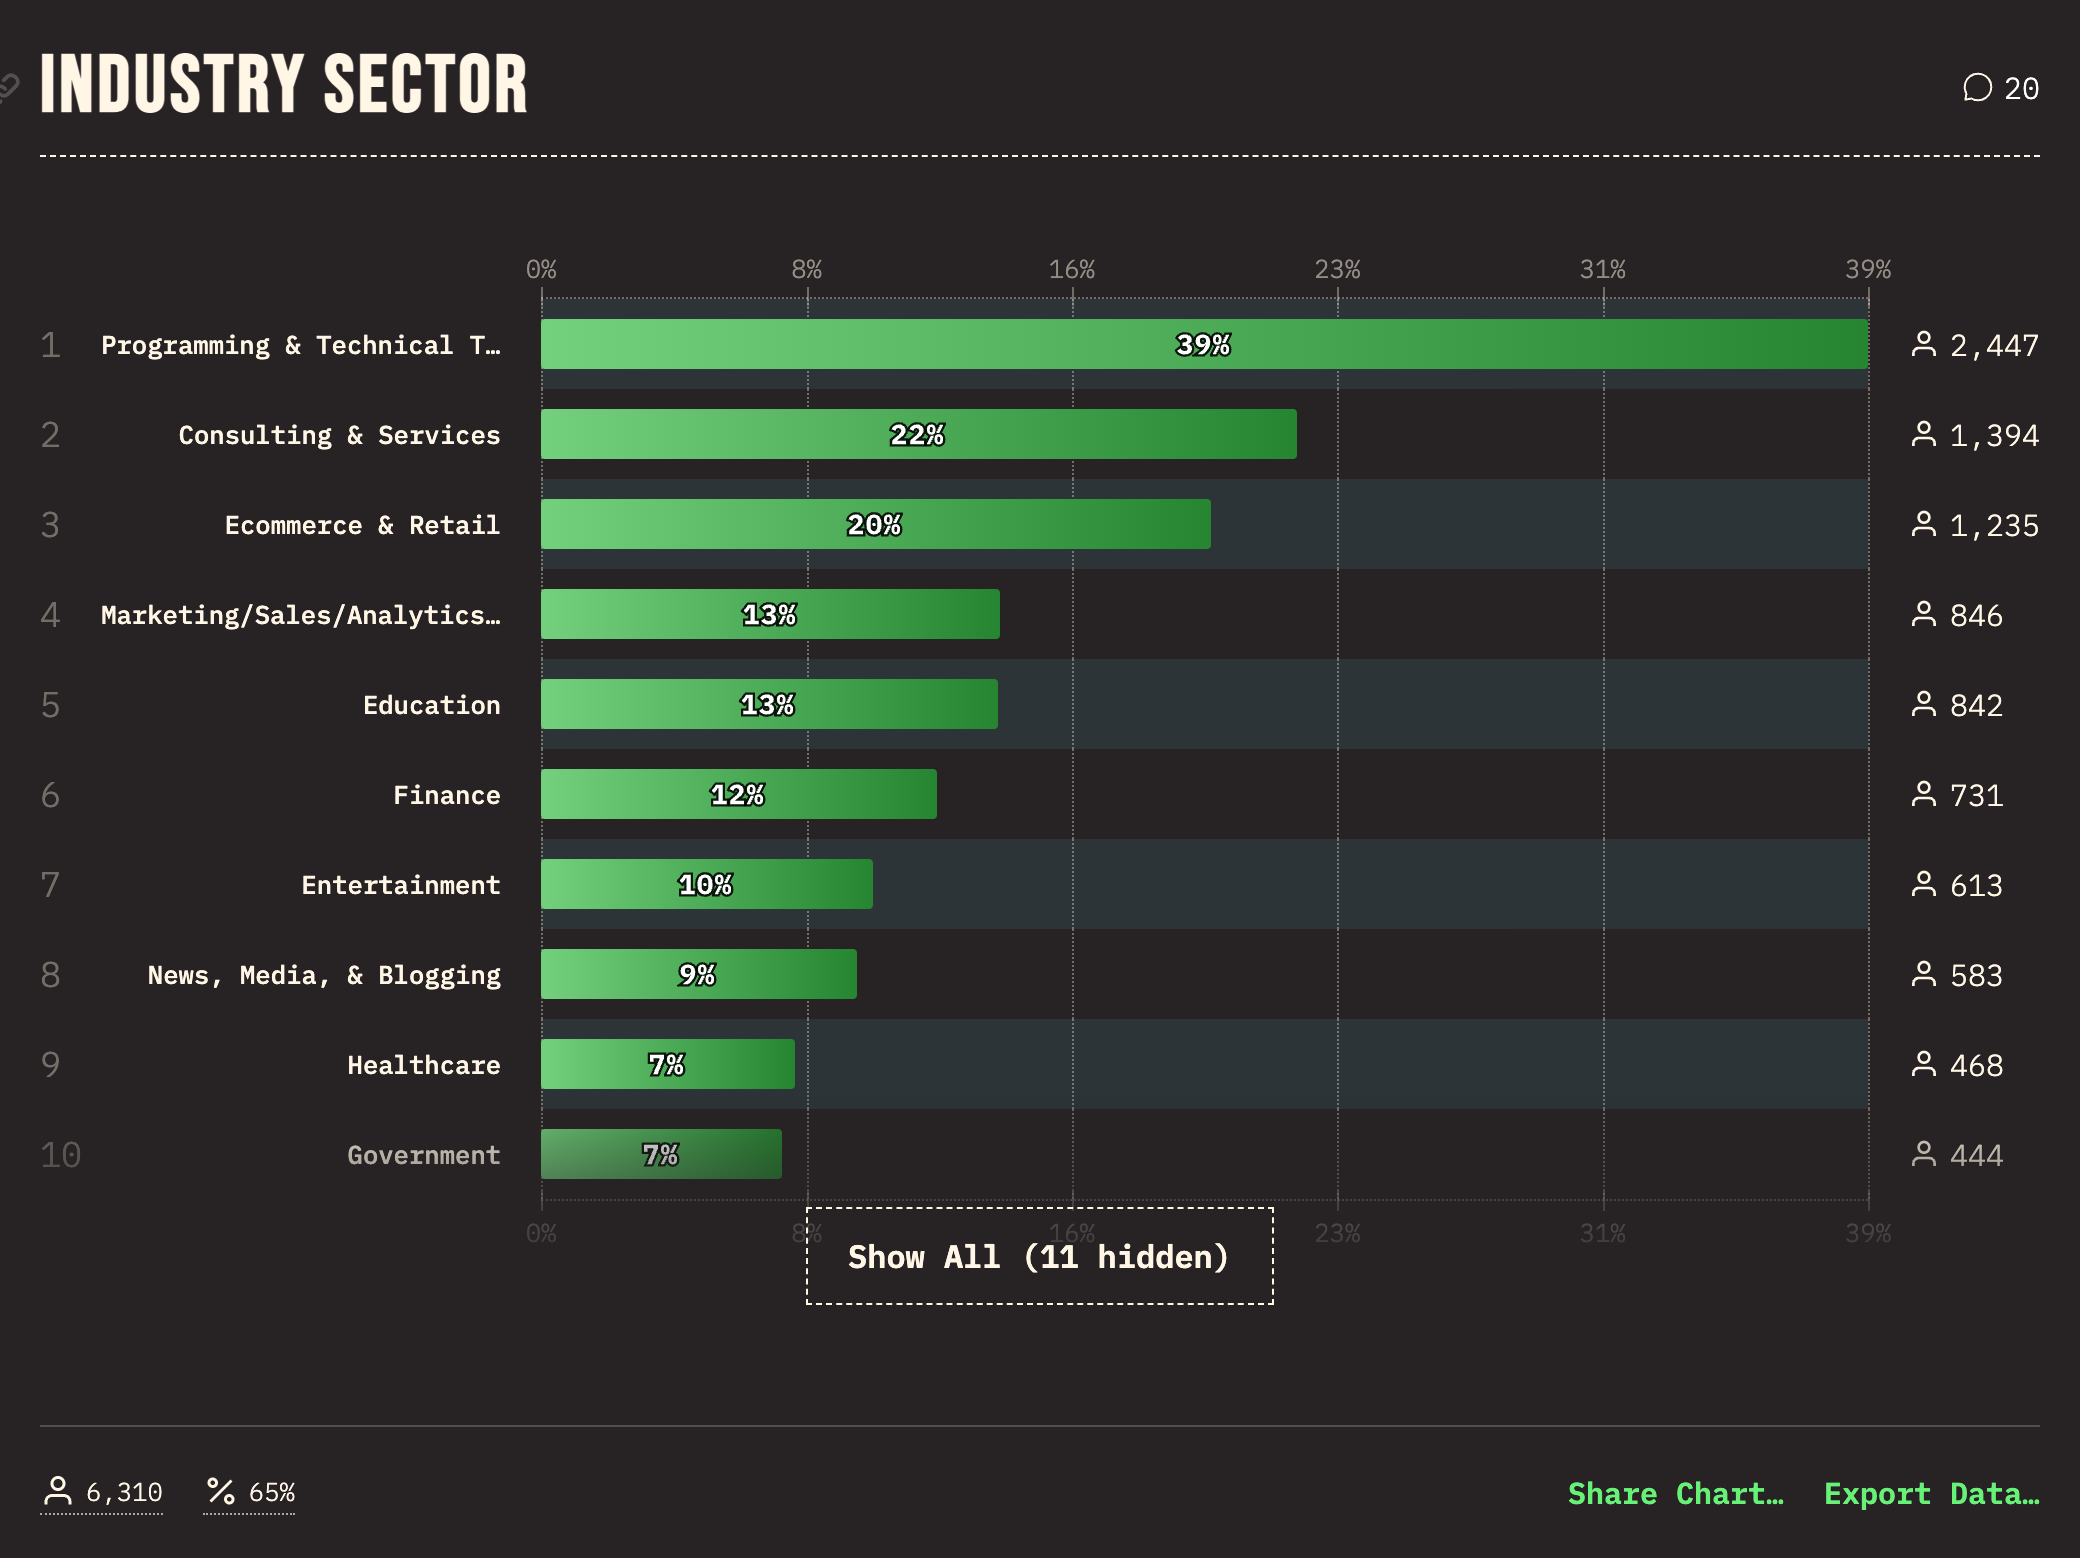 INDUSTRY SECTOR
20
0% 8% 16% 23% 31% 39%
1 Programming & Technical T… 39% 2,447
2 Consulting & Services 22% 1,394
3 Ecommerce & Retail 20% 1,235
4 Marketing/Sales/Analytics… 13% 846
5 Education 13% 842
6 Finance 12% 731
7 Entertainment 10% 613
8 News, Media, & Blogging 9% 583
9 Healthcare 7% 468
10 Government 7% 444
0% 8% 16% 23% 31% 39%
Show All (11 hidden)
6,310 % 65% Share Chart… Export Data…